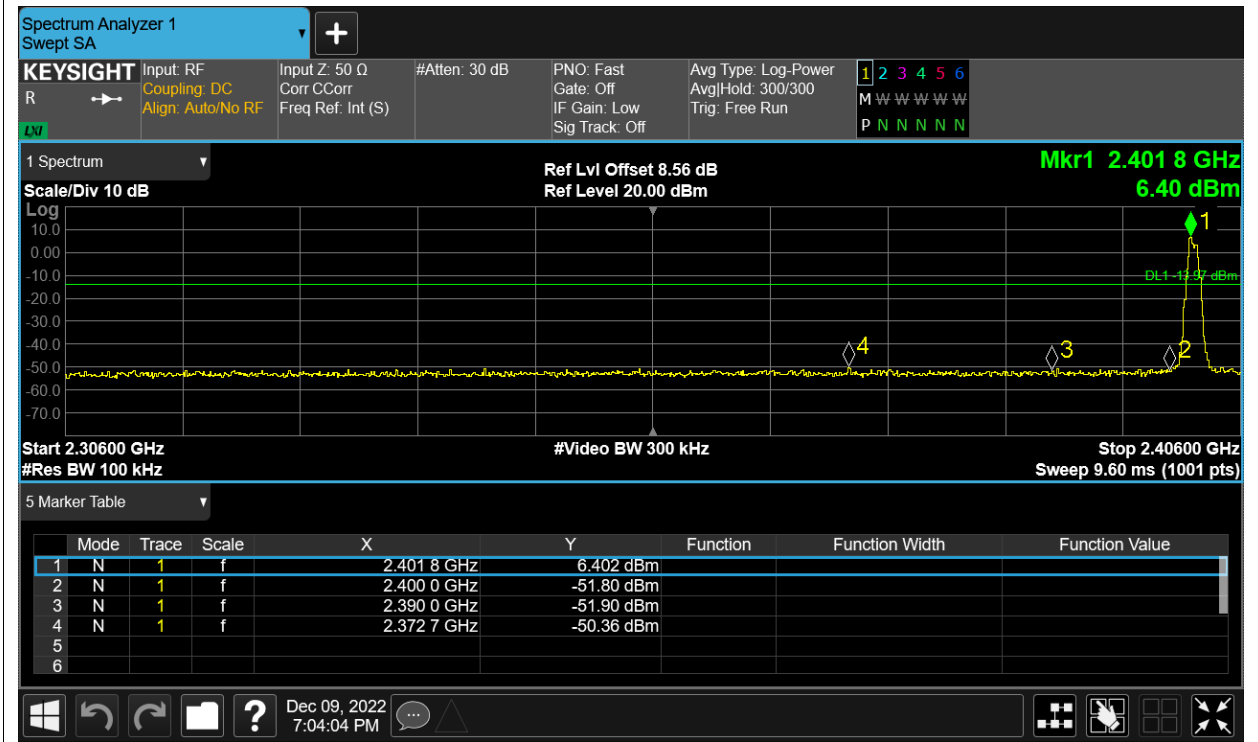 Spectrum Analyzer 1
Swept SA
KEYSIGHT Input: RF Input Z: 50 Ω #Atten: 30 dB PNO: Fast Avg Type: Log-Power 1 2 3 4 5 6
R Coupling: DC Corr CCorr Gate: Off Avg|Hold: 300/300 M W W W W W W
Align: Auto/No RF Freq Ref: Int (S) IF Gain: Low Trig: Free Run
LXI Sig Track: Off P N N N N N N
1 Spectrum Ref Lvl Offset 8.56 dB Mkr1 2.401 8 GHz
Scale/Div 10 dB Ref Level 20.00 dBm 6.40 dBm
Log
10.0 1
0.00
-10.0 DL1 -13.97 dBm
-20.0
-30.0
-40.0 4 3 2
-50.0
-60.0
-70.0
Start 2.30600 GHz #Video BW 300 kHz Stop 2.40600 GHz
#Res BW 100 kHz Sweep 9.60 ms (1001 pts)
5 Marker Table
Mode Trace Scale X Y Function Function Width Function Value
1 N 1 f 2.401 8 GHz 6.402 dBm
2 N 1 f 2.400 0 GHz -51.80 dBm
3 N 1 f 2.390 0 GHz -51.90 dBm
4 N 1 f 2.372 7 GHz -50.36 dBm
5
6
? Dec 09, 2022
7:04:04 PM